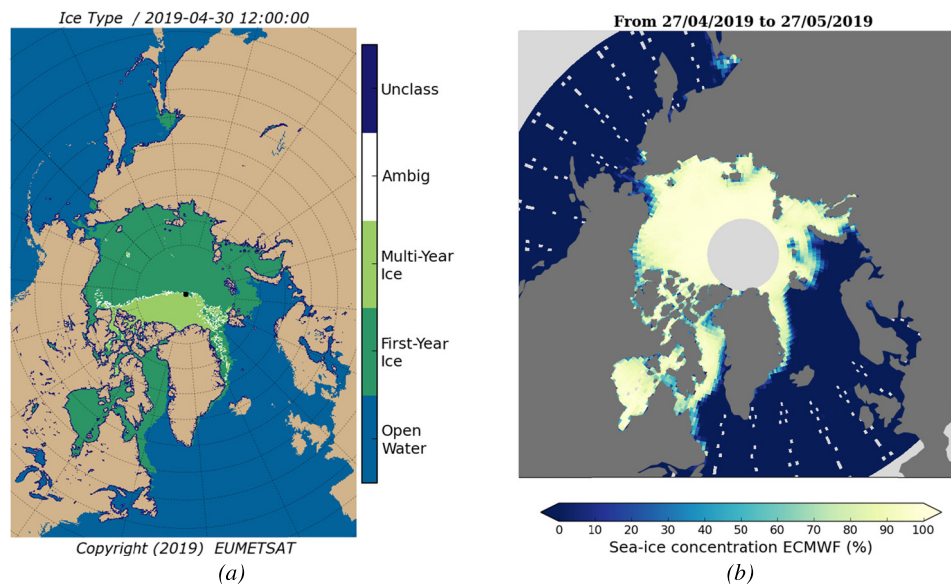 Ice Type / 2019-04-30 12:00:00
Unclass
Ambig
Multi-Year
Ice
First-Year
Ice
Open
Water
Copyright (2019) EUMETSAT
(a)
From 27/04/2019 to 27/05/2019
0 10 20 30 40 50 60 70 80 90 100
Sea-ice concentration ECMWF (%)
(b)